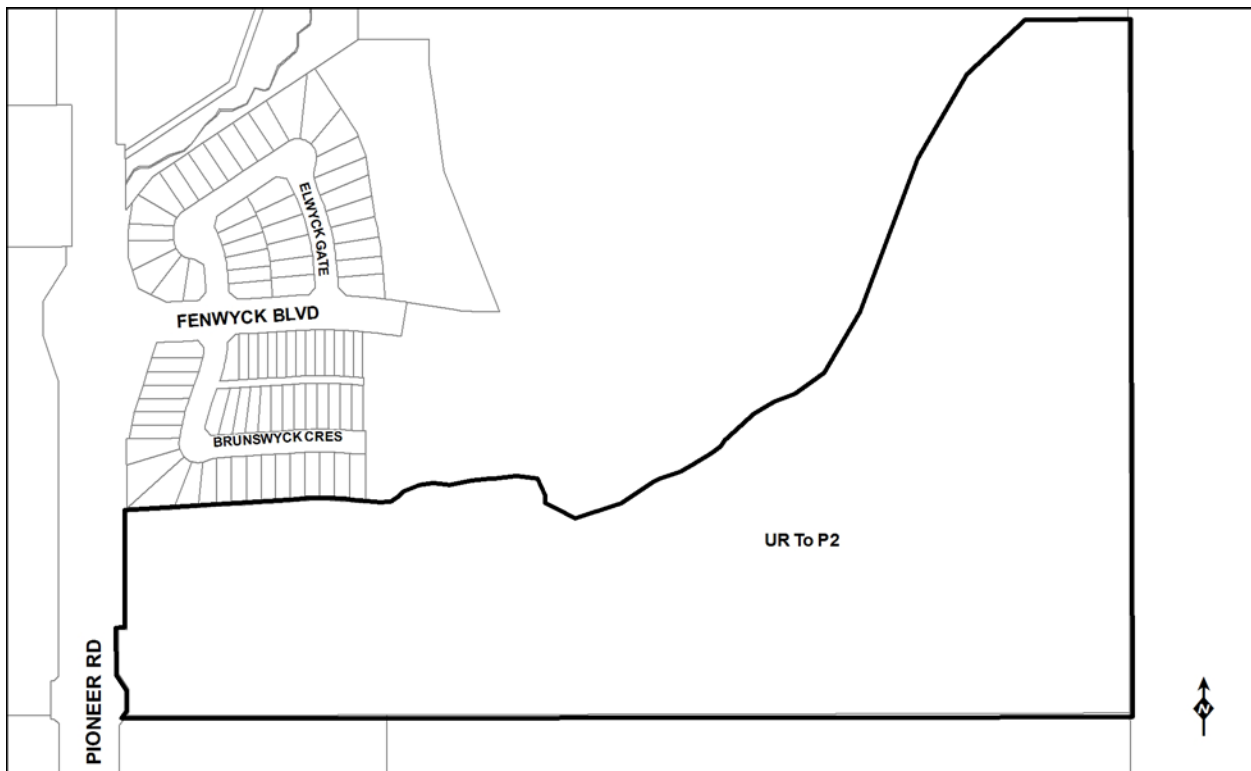 ELWYCK GATE
FENWYCK BLVD
BRUNSWYCK CRES
UR To P2
PIONEER RD
N